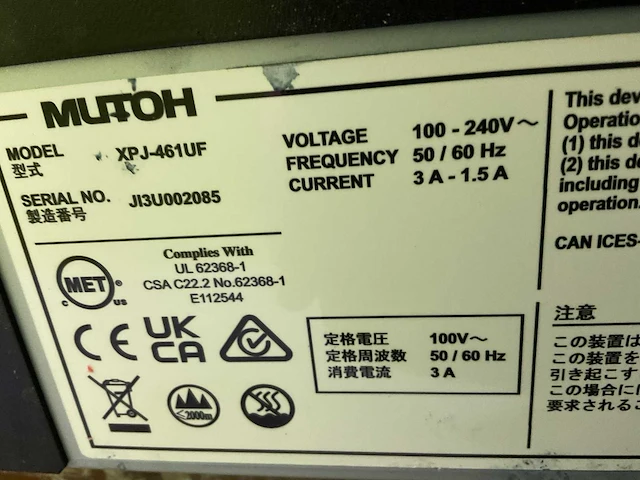 MUTOH
MODEL XPJ-461UF
型式
SERIAL NO. JI3U002085
製造番号
VOLTAGE 100 - 240V～
FREQUENCY 50 / 60 Hz
CURRENT 3 A - 1.5 A
Complies With
UL 62368-1
CSA C22.2 No.62368-1
E112544
C MET ® US
CE UK CA
≤2000m
定格電圧 100V～
定格周波数 50 / 60 Hz
消費電流 3 A
This dev
Operatio
(1) this de
(2) this de
including
operation.
CAN ICES-
注意
この装置は
この装置を
引き起こす
この場合に
要求されるこ